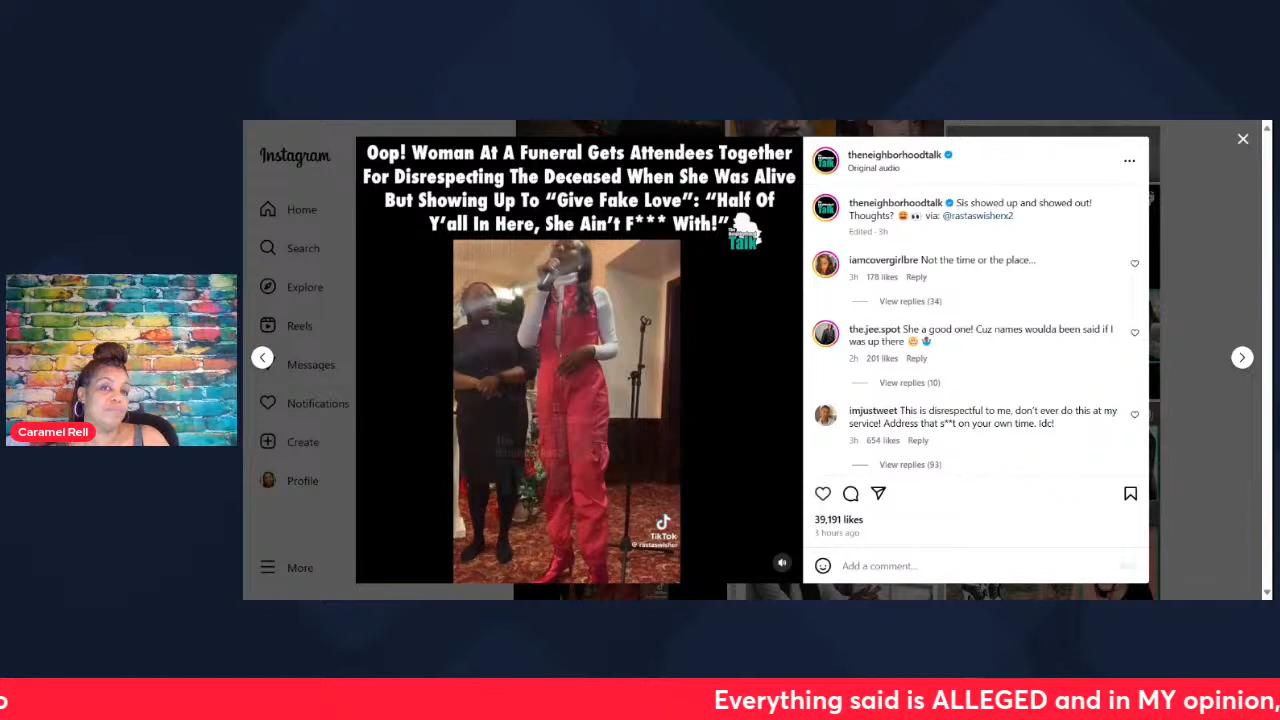 Instagram
Home
Search
Explore
Reels
Messages
Notifications
Create
Profile
More
Caramel Rell
Oop! Woman At A Funeral Gets Attendees Together
For Disrespecting The Deceased When She Was Alive
But Showing Up To “Give Fake Love”: “Half Of
Y’all In Here, She Ain’t F*** With!”
Talk
TikTok
theneighborhoodtalk
Original audio
theneighborhoodtalk Sis showed up and showed out!
Thoughts? 🤩 👀 via: @rastaswisherx2
Edited · 3h
iamcovergirlbre Not the time or the place...
3h 178 likes Reply
View replies (34)
the.jee.spot She a good one! Cuz names woulda been said if I
was up there
2h 201 likes Reply
View replies (10)
imjustweet This is disrespectful to me, don’t ever do this at my
service! Address that s**t on your own time. Idc!
3h 654 likes Reply
View replies (93)
39,191 likes
3 hours ago
Add a comment...
o
Everything said is ALLEGED and in MY opinion,